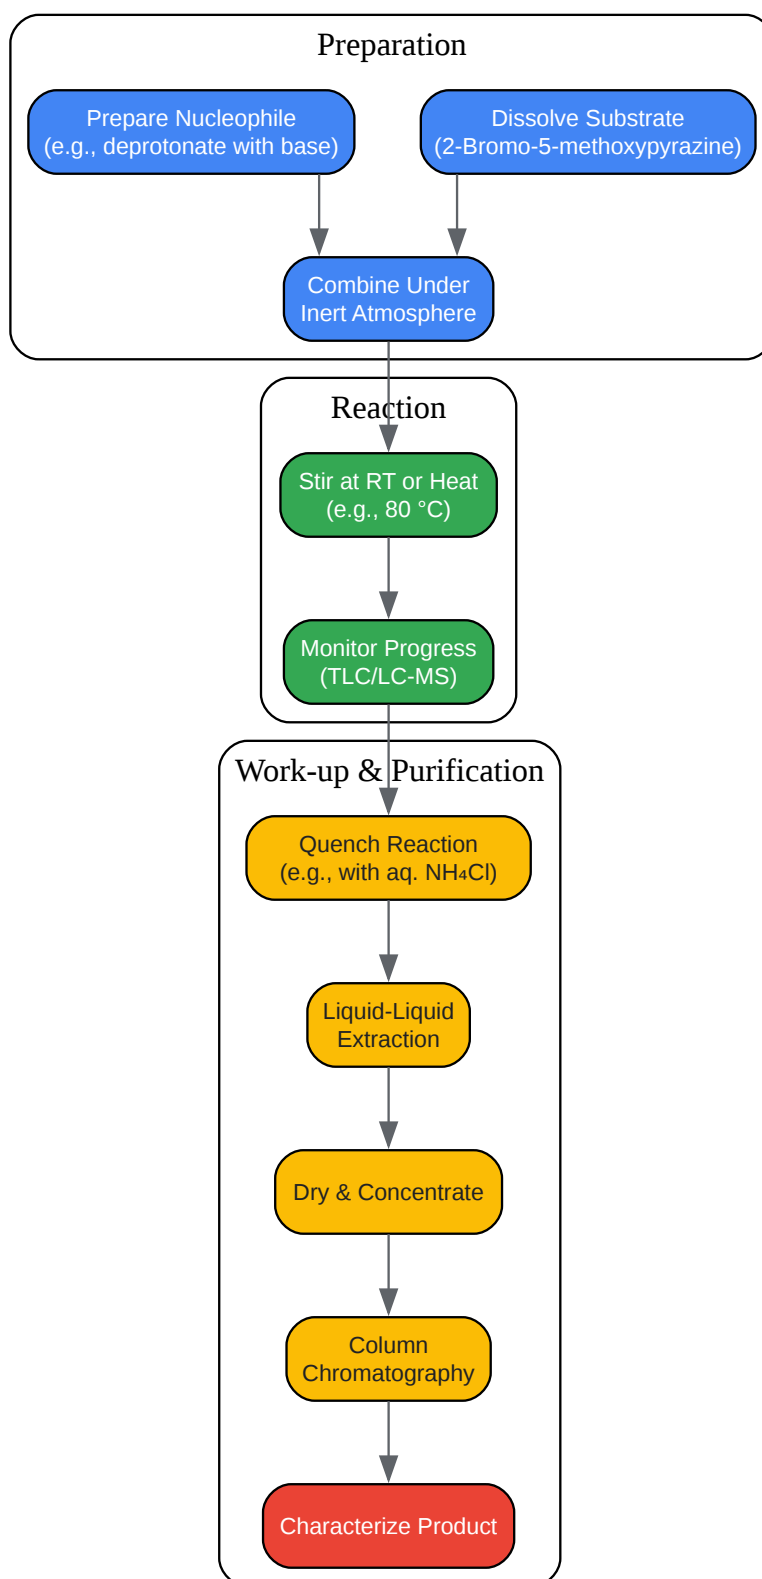 Preparation
Prepare Nucleophile
(e.g., deprotonate with base)
Dissolve Substrate
(2-Bromo-5-methoxypyrazine)
Combine Under
Inert Atmosphere
Reaction
Stir at RT or Heat
(e.g., 80 °C)
Monitor Progress
(TLC/LC-MS)
Work-up & Purification
Quench Reaction
(e.g., with aq. NH₄Cl)
Liquid-Liquid
Extraction
Dry & Concentrate
Column
Chromatography
Characterize Product